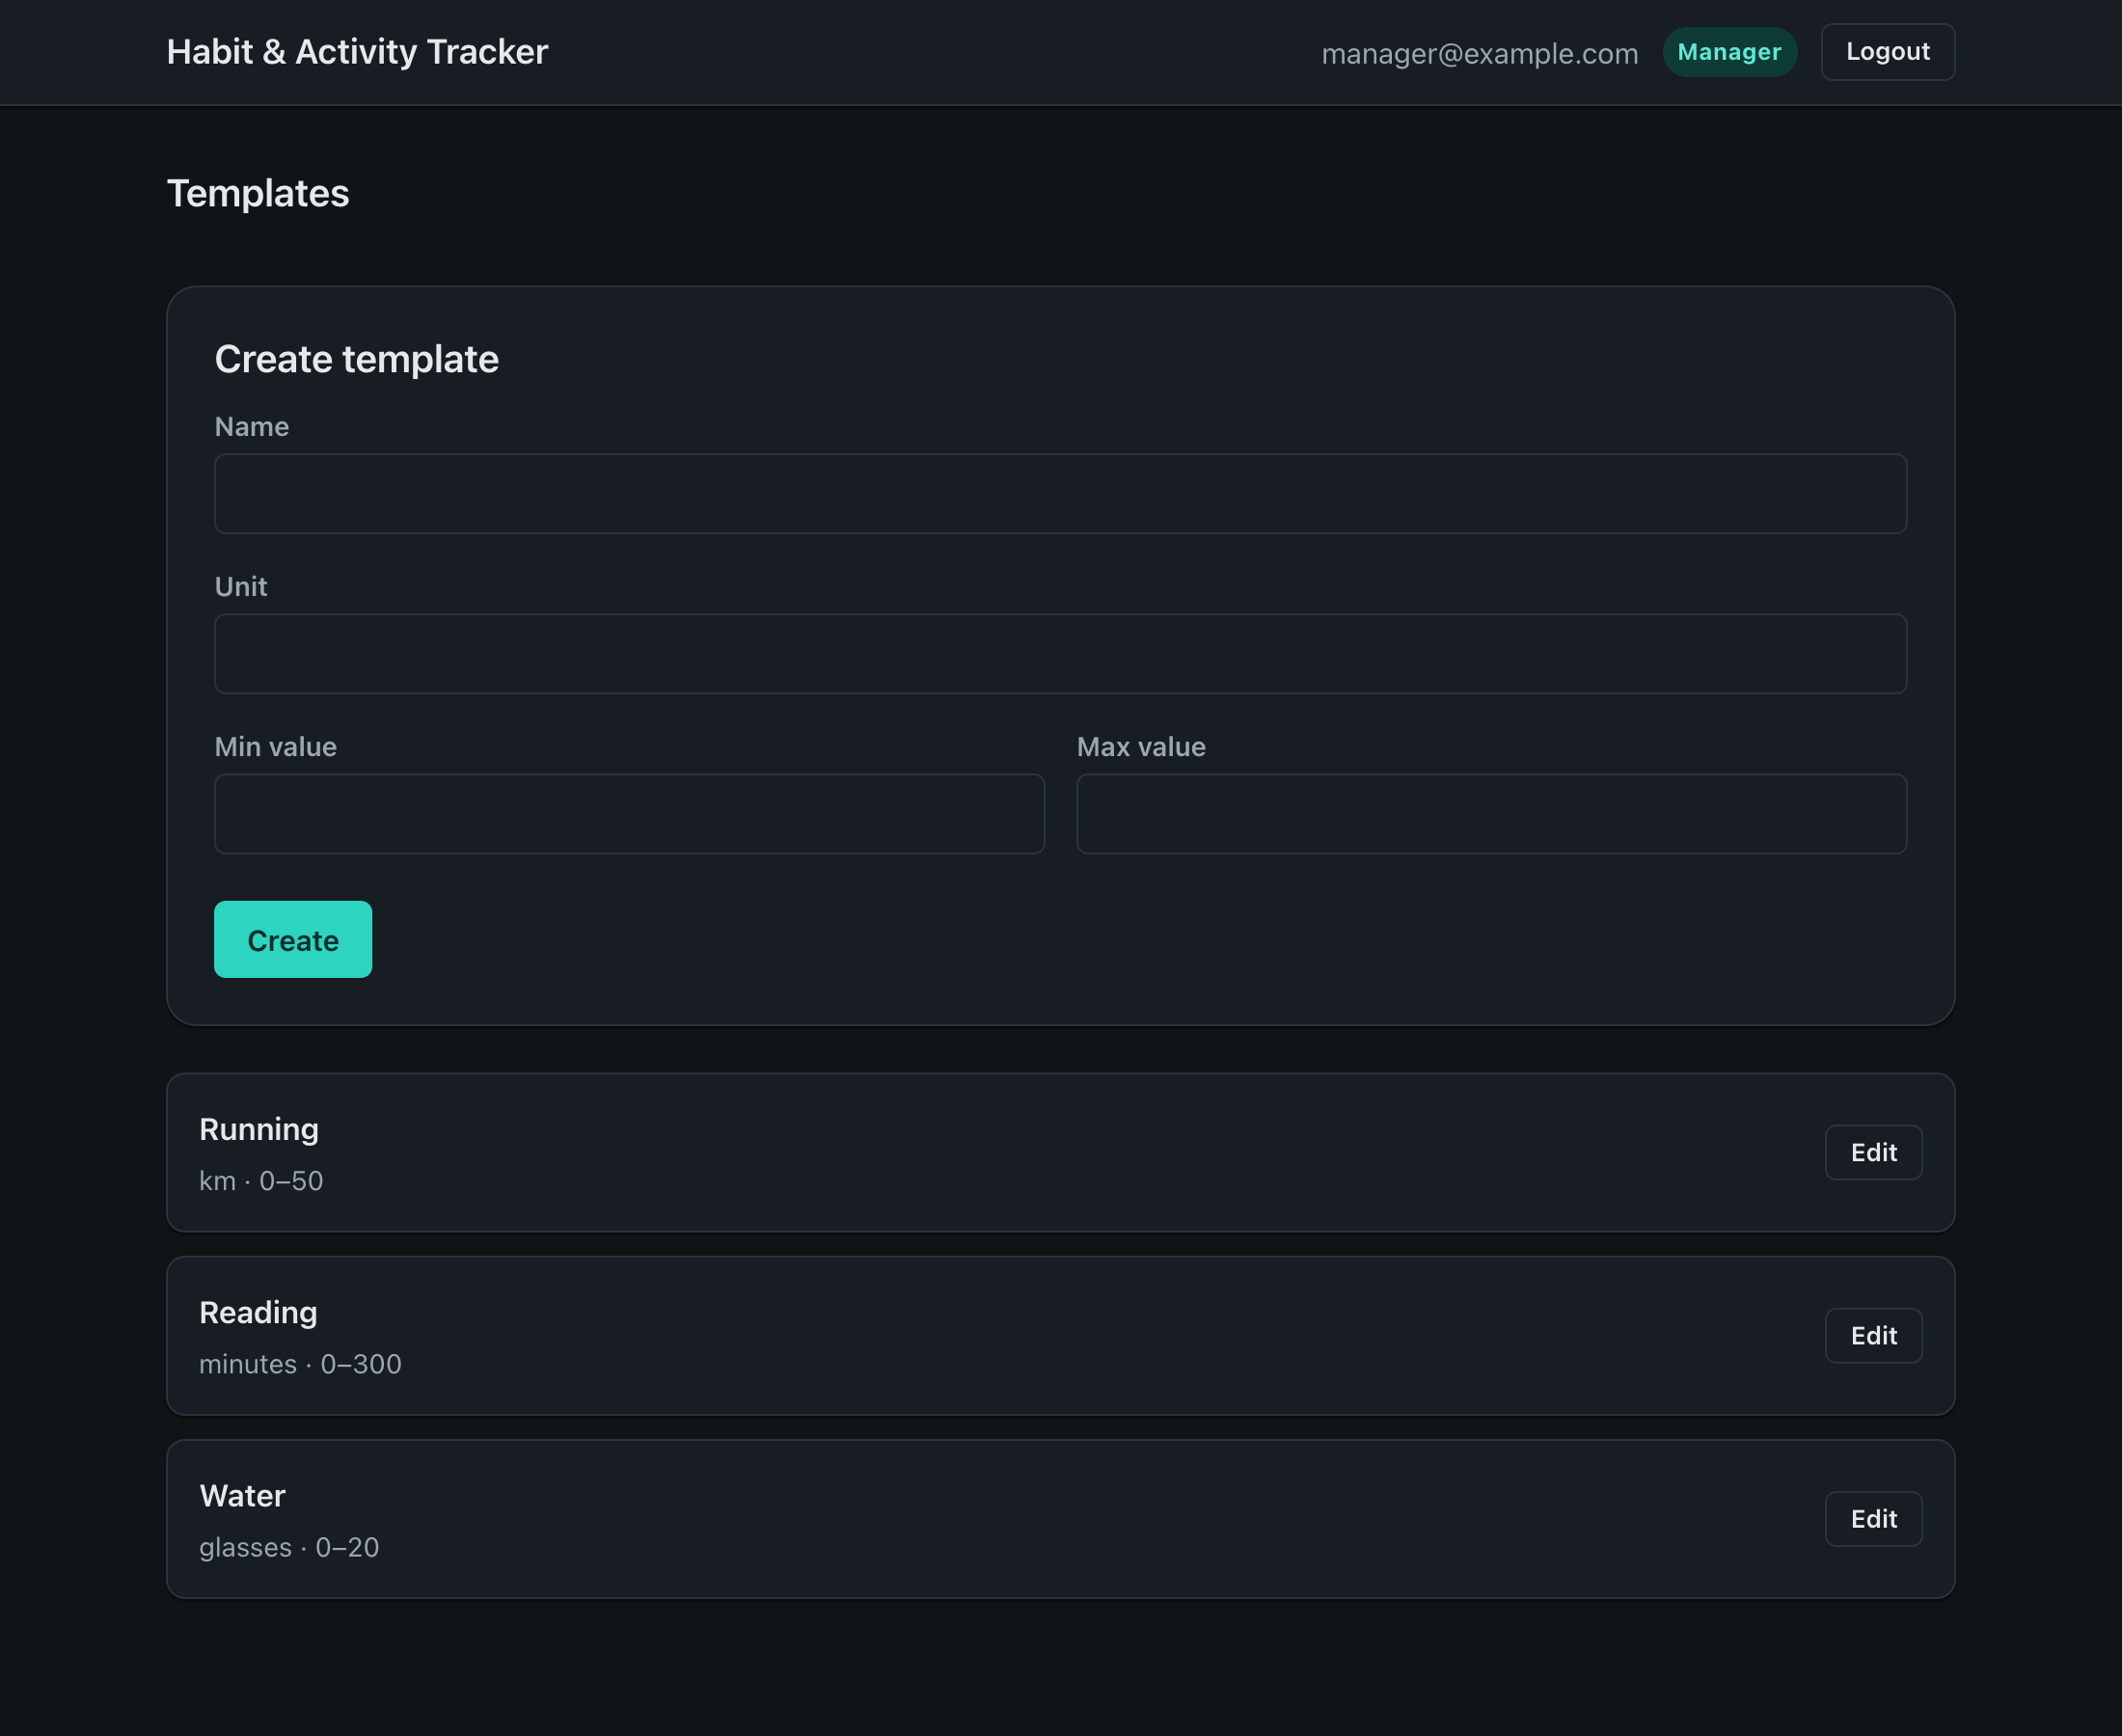 Habit & Activity Tracker
manager@example.com Manager Logout
Templates
Create template
Name
Unit
Min value Max value
Create
Running
km · 0–50
Edit
Reading
minutes · 0–300
Edit
Water
glasses · 0–20
Edit